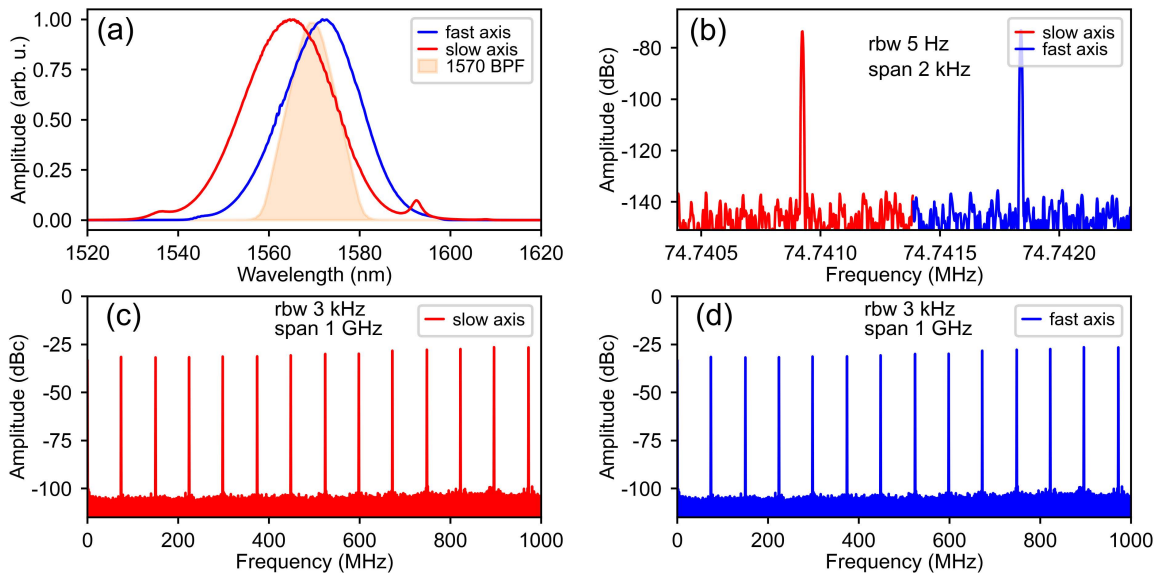 (a)
fast axis
slow axis
1570 BPF
1.00
0.75
0.50
0.25
0.00
Amplitude (arb. u.)
1520
1540
1560
1580
1600
1620
Wavelength (nm)
(b)
rbw 5 Hz
span 2 kHz
slow axis
fast axis
-80
-100
-120
-140
Amplitude (dBc)
74.7405
74.7410
74.7415
74.7420
Frequency (MHz)
(c)
rbw 3 kHz
span 1 GHz
slow axis
0
-25
-50
-75
-100
Amplitude (dBc)
0
200
400
600
800
1000
Frequency (MHz)
(d)
rbw 3 kHz
span 1 GHz
fast axis
0
-25
-50
-75
-100
Amplitude (dBc)
0
200
400
600
800
1000
Frequency (MHz)